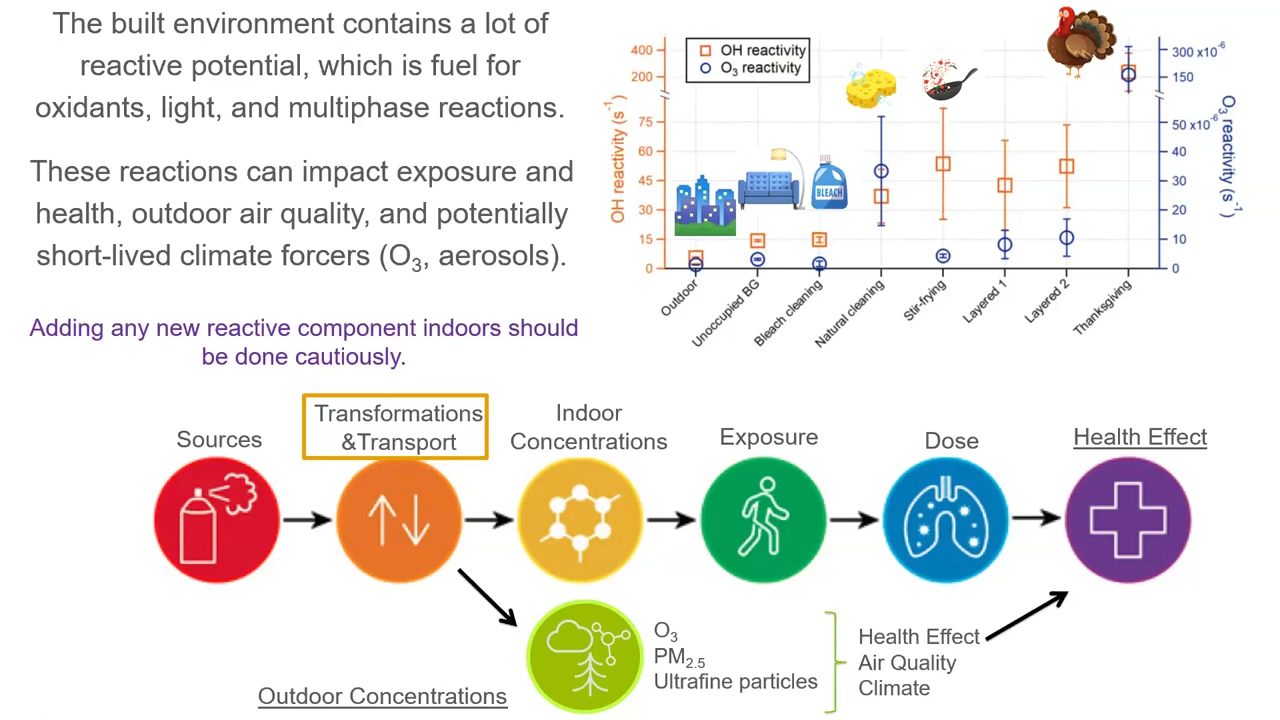 The built environment contains a lot of
reactive potential, which is fuel for
oxidants, light, and multiphase reactions.
These reactions can impact exposure and
health, outdoor air quality, and potentially
short-lived climate forcers (O₃, aerosols).
Adding any new reactive component indoors should
be done cautiously.
OH reactivity
O₃ reactivity
OH reactivity (s⁻¹)
400
200
75
60
45
30
15
0
300 x10⁻⁶
150
50 x10⁻⁶
40
30
20
10
0
O₃ reactivity (s⁻¹)
BLEACH
Outdoor
Unoccupied BG
Bleach cleaning
Natural cleaning
Stir-frying
Layered 1
Layered 2
Thanksgiving
Sources
Transformations
&Transport
Indoor
Concentrations
Exposure
Dose
Health Effect
Outdoor Concentrations
O₃
PM₂.₅
Ultrafine particles
Health Effect
Air Quality
Climate